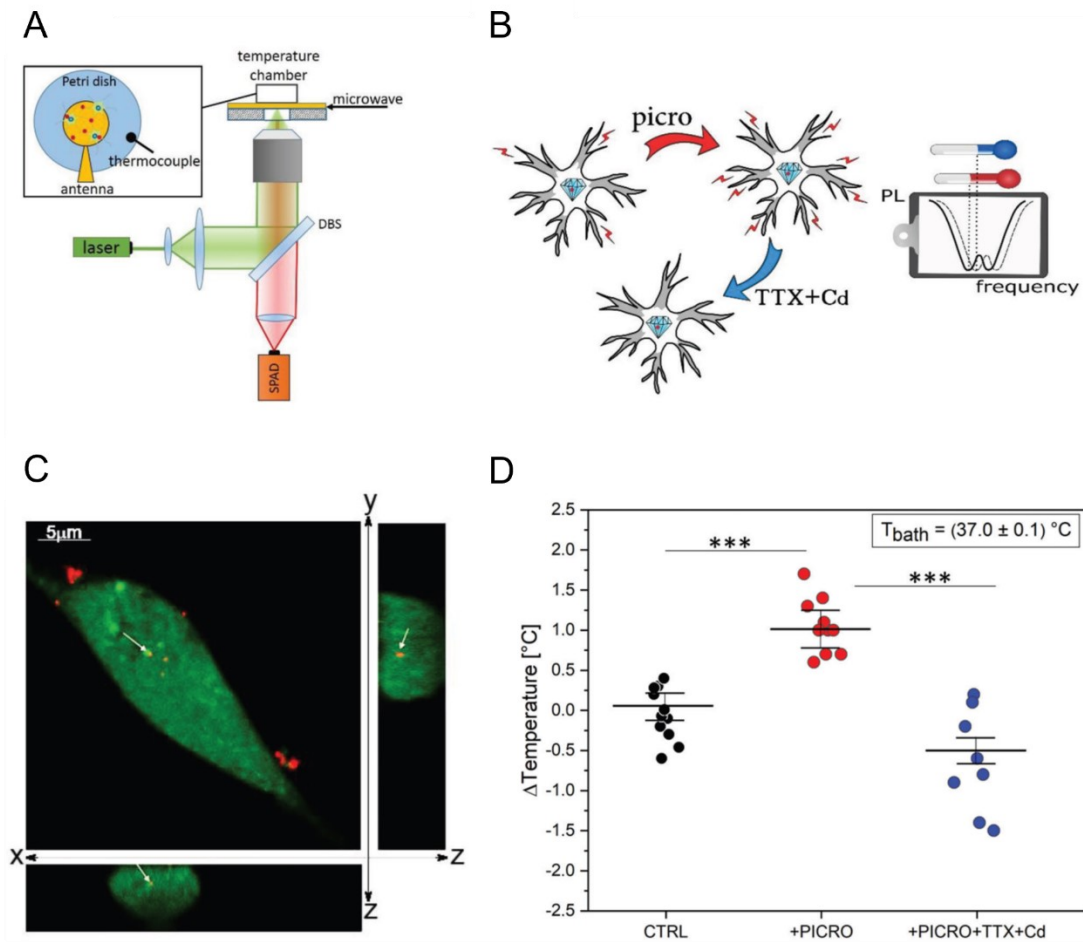 A
temperature
chamber
Petri dish
microwave
thermocouple
antenna
DBS
laser
SPAD
B
picro
TTX+Cd
PL
frequency
C
5μm
y
x
z
z
D
2.5
2.0
1.5
1.0
0.5
0.0
-0.5
-1.0
-1.5
-2.0
-2.5
ΔTemperature [°C]
Tbath = (37.0 ± 0.1) °C
***
***
CTRL
+PICRO
+PICRO+TTX+Cd